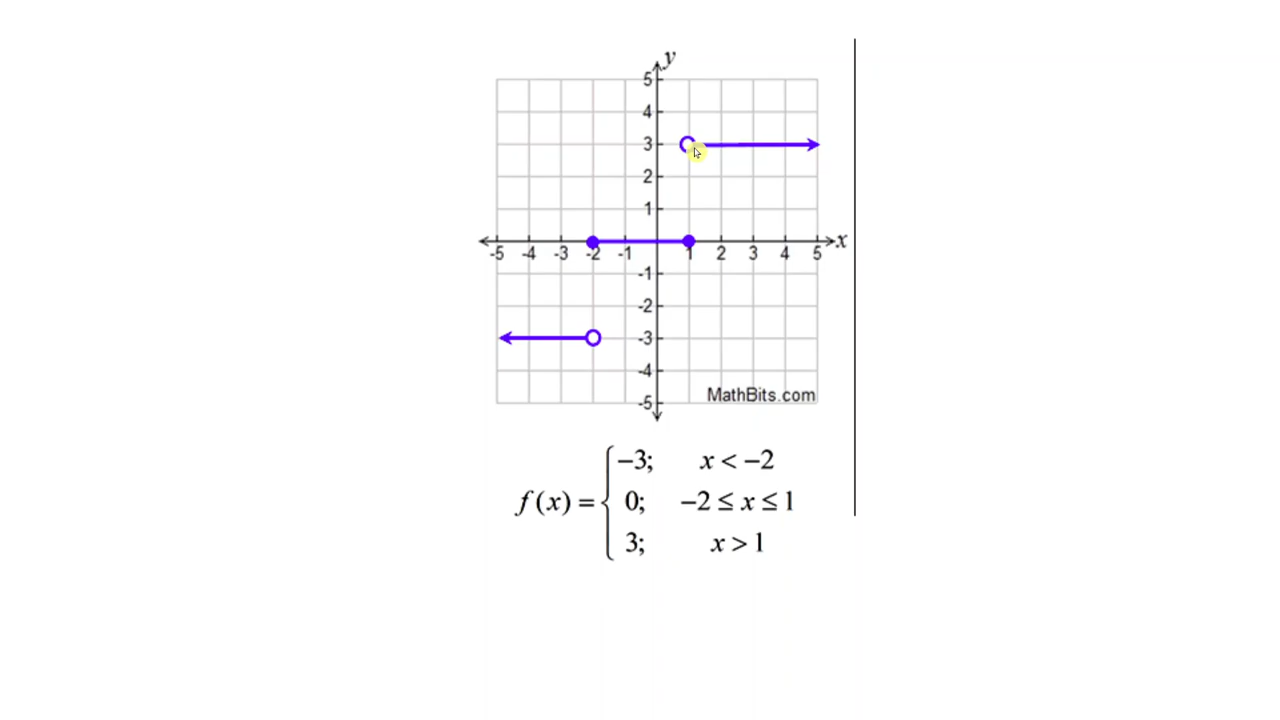 y
5
4
3
2
1
-5 -4 -3 -2 -1 1 2 3 4 5 x
-1
-2
-3
-4
MathBits.com
-5
−3; x < −2
f(x) = { 0; −2 ≤ x ≤ 1
3; x > 1